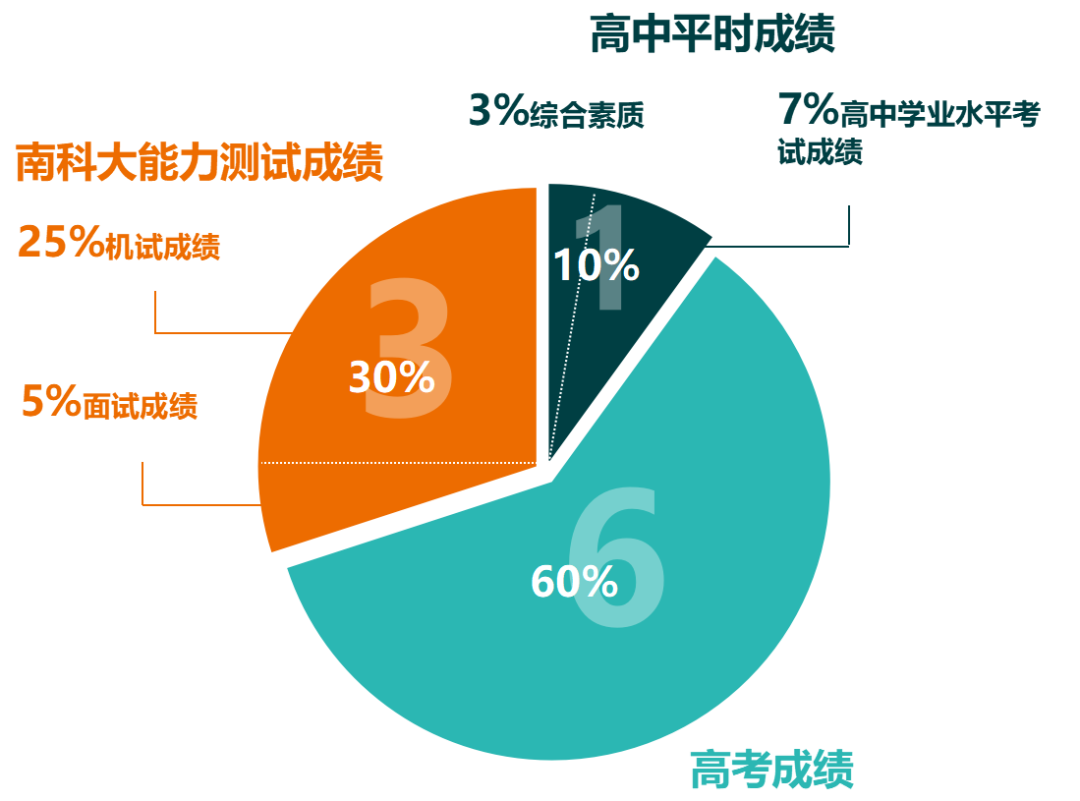 高中平时成绩
3%综合素质
7%高中学业水平考
试成绩
南科大能力测试成绩
25%机试成绩
1
10%
3
30%
5%面试成绩
6
60%
高考成绩